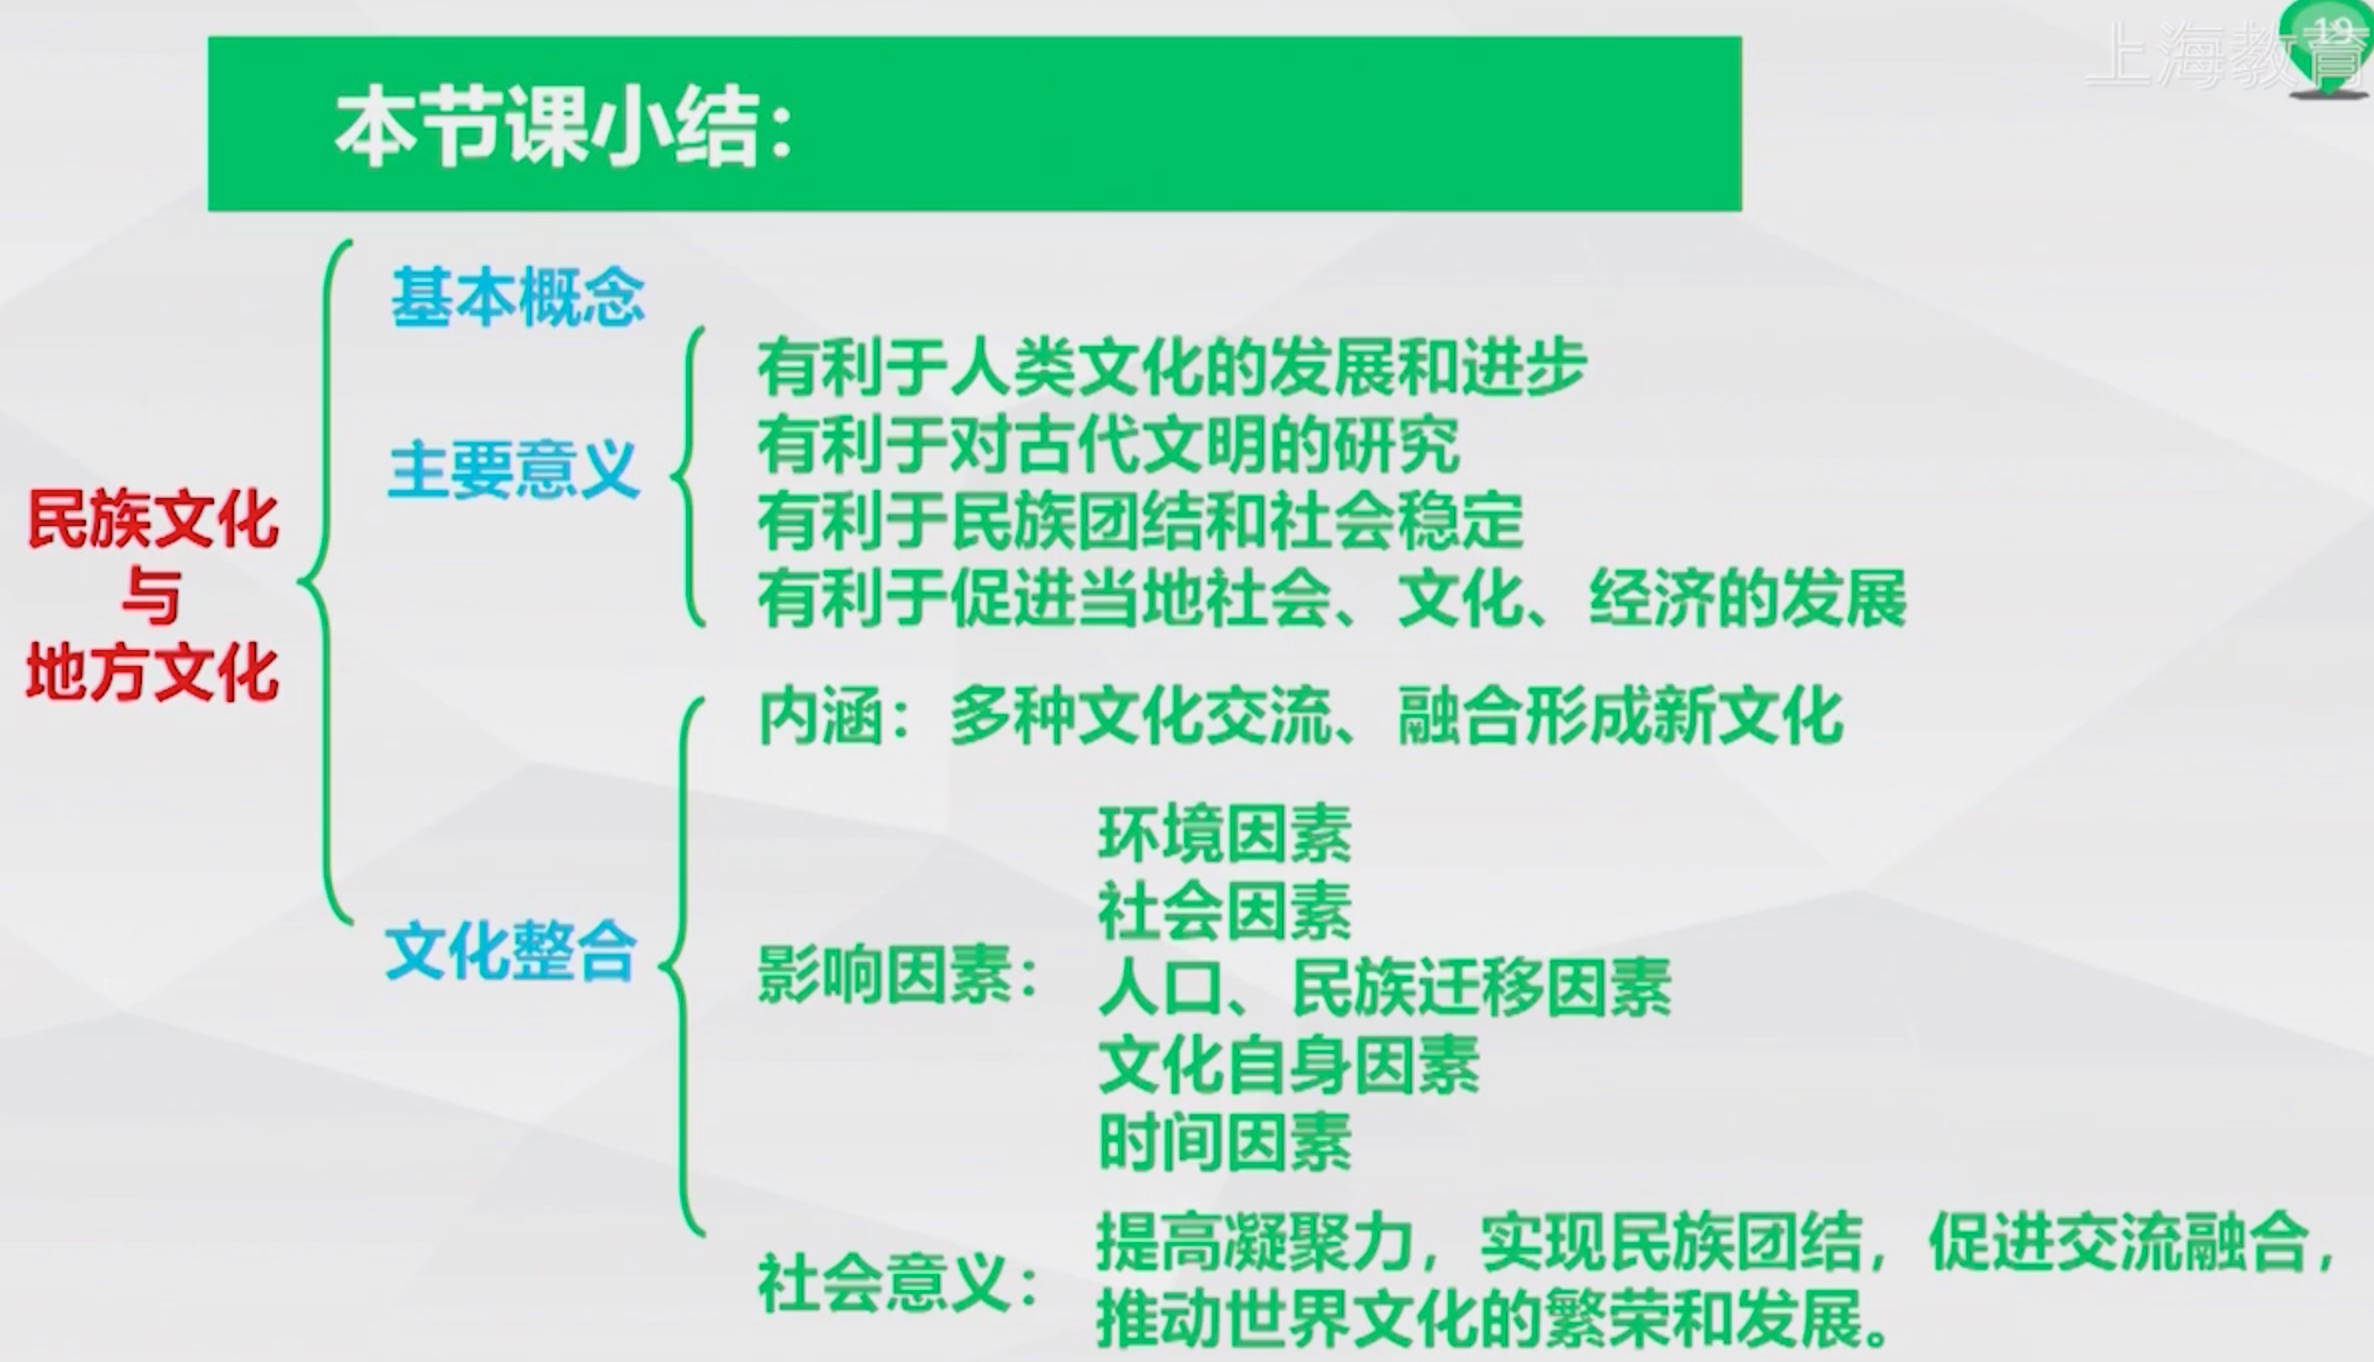 上海教育
19
本节课小结：
民族文化
与
地方文化
基本概念
主要意义
有利于人类文化的发展和进步
有利于对古代文明的研究
有利于民族团结和社会稳定
有利于促进当地社会、文化、经济的发展
文化整合
内涵：多种文化交流、融合形成新文化
影响因素：
环境因素
社会因素
人口、民族迁移因素
文化自身因素
时间因素
社会意义：
提高凝聚力，实现民族团结，促进交流融合，
推动世界文化的繁荣和发展。